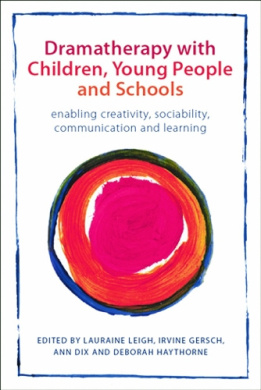 Dramatherapy with
Children, Young People
and Schools
enabling creativity, sociability,
communication and learning
EDITED BY LAURAINE LEIGH, IRVINE GERSCH,
ANN DIX AND DEBORAH HAYTHORNE